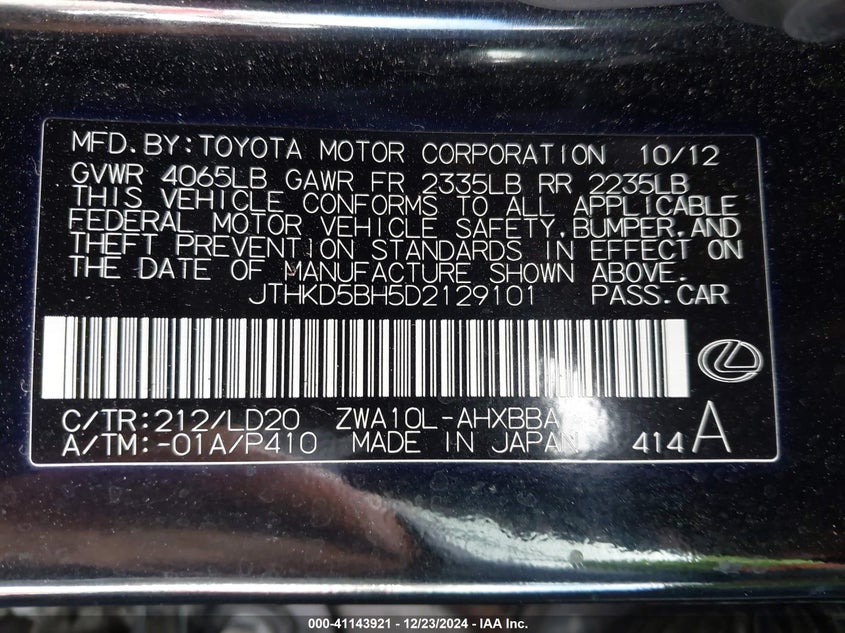 MFD.BY:TOYOTA MOTOR CORPORATION 10/12
GVWR 4065LB GAWR FR 2335LB RR 2235LB
THIS VEHICLE CONFORMS TO ALL APPLICABLE
FEDERAL MOTOR VEHICLE SAFETY,BUMPER,AND
THEFT PREVENTION STANDARDS IN EFFECT ON
THE DATE OF MANUFACTURE SHOWN ABOVE.
JTHKD5BH5D2129101 PASS.CAR
C/TR:212/LD20 ZWA10L-AHXBBA
A/TM:-01A/P410 MADE IN JAPAN 414A
000-41143921 - 12/23/2024 - IAA Inc.